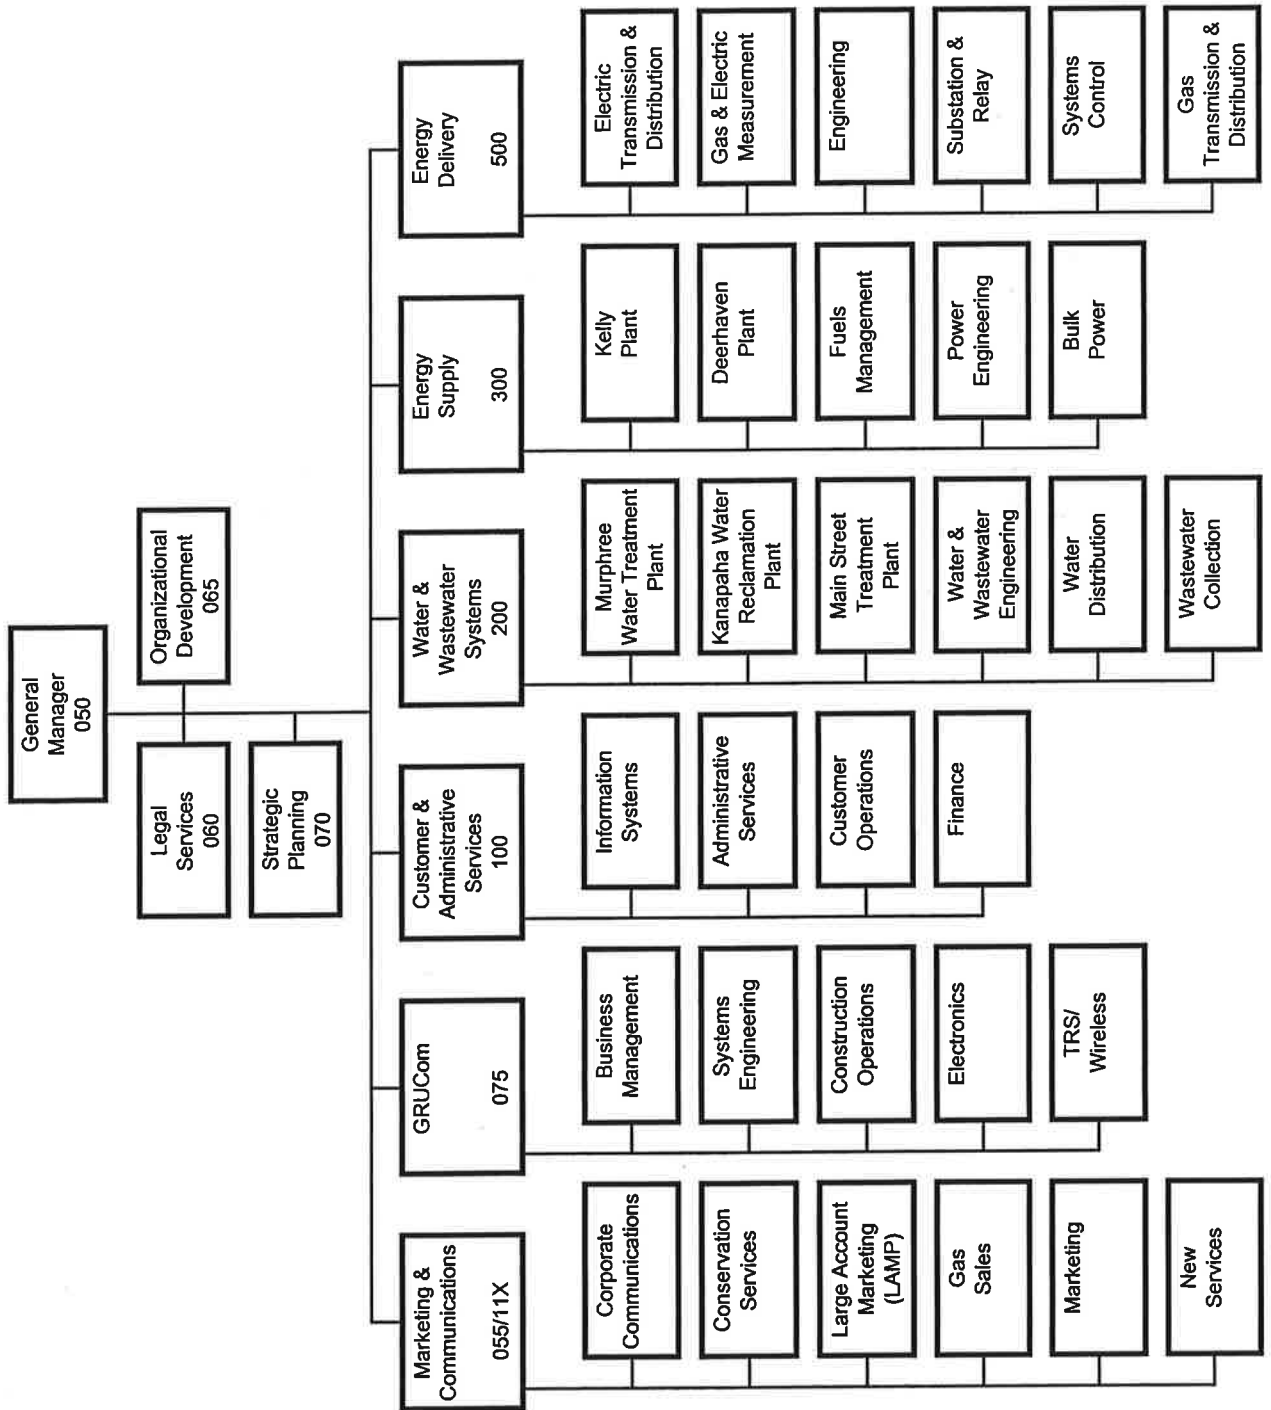 General
Manager
050
Legal
Services
060
Organizational
Development
065
Strategic
Planning
070
Marketing &
Communications
055/11X
GRUCom
075
Customer &
Administrative
Services
100
Water &
Wastewater
Systems
200
Energy
Supply
300
Energy
Delivery
500
Corporate
Communications
Conservation
Services
Large Account
Marketing
(LAMP)
Gas
Sales
Marketing
New
Services
Business
Management
Systems
Engineering
Construction
Operations
Electronics
TRS/
Wireless
Information
Systems
Administrative
Services
Customer
Operations
Finance
Murphree
Water Treatment
Plant
Kanapaha Water
Reclamation
Plant
Main Street
Treatment
Plant
Water &
Wastewater
Engineering
Water
Distribution
Wastewater
Collection
Kelly
Plant
Deerhaven
Plant
Fuels
Management
Power
Engineering
Bulk
Power
Electric
Transmission &
Distribution
Gas & Electric
Measurement
Engineering
Substation &
Relay
Systems
Control
Gas
Transmission &
Distribution